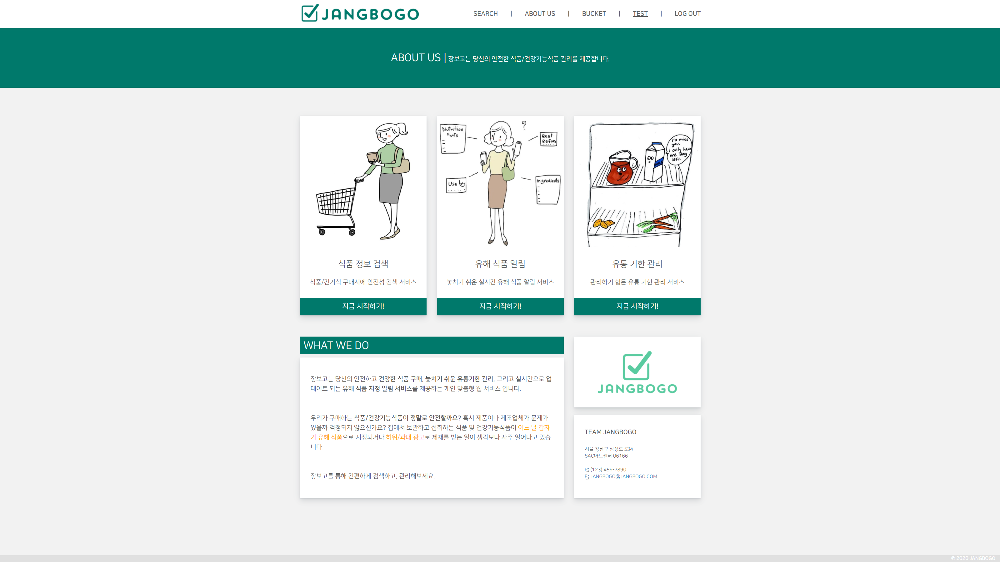 JANGBOGO
SEARCH | ABOUT US | BUCKET | TEST | LOG OUT
ABOUT US | 장보고는 당신의 안전한 식품/건강기능식품 관리를 제공합니다.
Nutrition
Facts
?
Best
Before
Use by
ingredients
i'll miss
you.
i only have
one day
left.
MILK
식품 정보 검색
식품/건기식 구매시에 안전성 검색 서비스
지금 시작하기!
유해 식품 알림
놓치기 쉬운 실시간 유해 식품 알림 서비스
지금 시작하기!
유통 기한 관리
관리하기 힘든 유통 기한 관리 서비스
지금 시작하기!
WHAT WE DO
장보고는 당신의 안전하고 건강한 식품 구매, 놓치기 쉬운 유통기한 관리, 그리고 실시간으로 업
데이트 되는 유해 식품 지정 알림 서비스를 제공하는 개인 맞춤형 웹 서비스 입니다.
우리가 구매하는 식품/건강기능식품이 정말로 안전할까요? 혹시 제품이나 제조업체가 문제가
있을까 걱정되지 않으신가요? 집에서 보관하고 섭취하는 식품 및 건강기능식품이 어느 날 갑자
기 유해 식품으로 지정되거나 허위/과대 광고로 제재를 받는 일이 생각보다 자주 일어나고 있습
니다.
장보고를 통해 간편하게 검색하고, 관리해보세요.
JANGBOGO
TEAM JANGBOGO
서울 강남구 삼성로 534
SAC아트센터 06166
P: (123) 456-7890
E: JANGBOGO@JANGBOGO.COM
© 2020 JANGBOGO